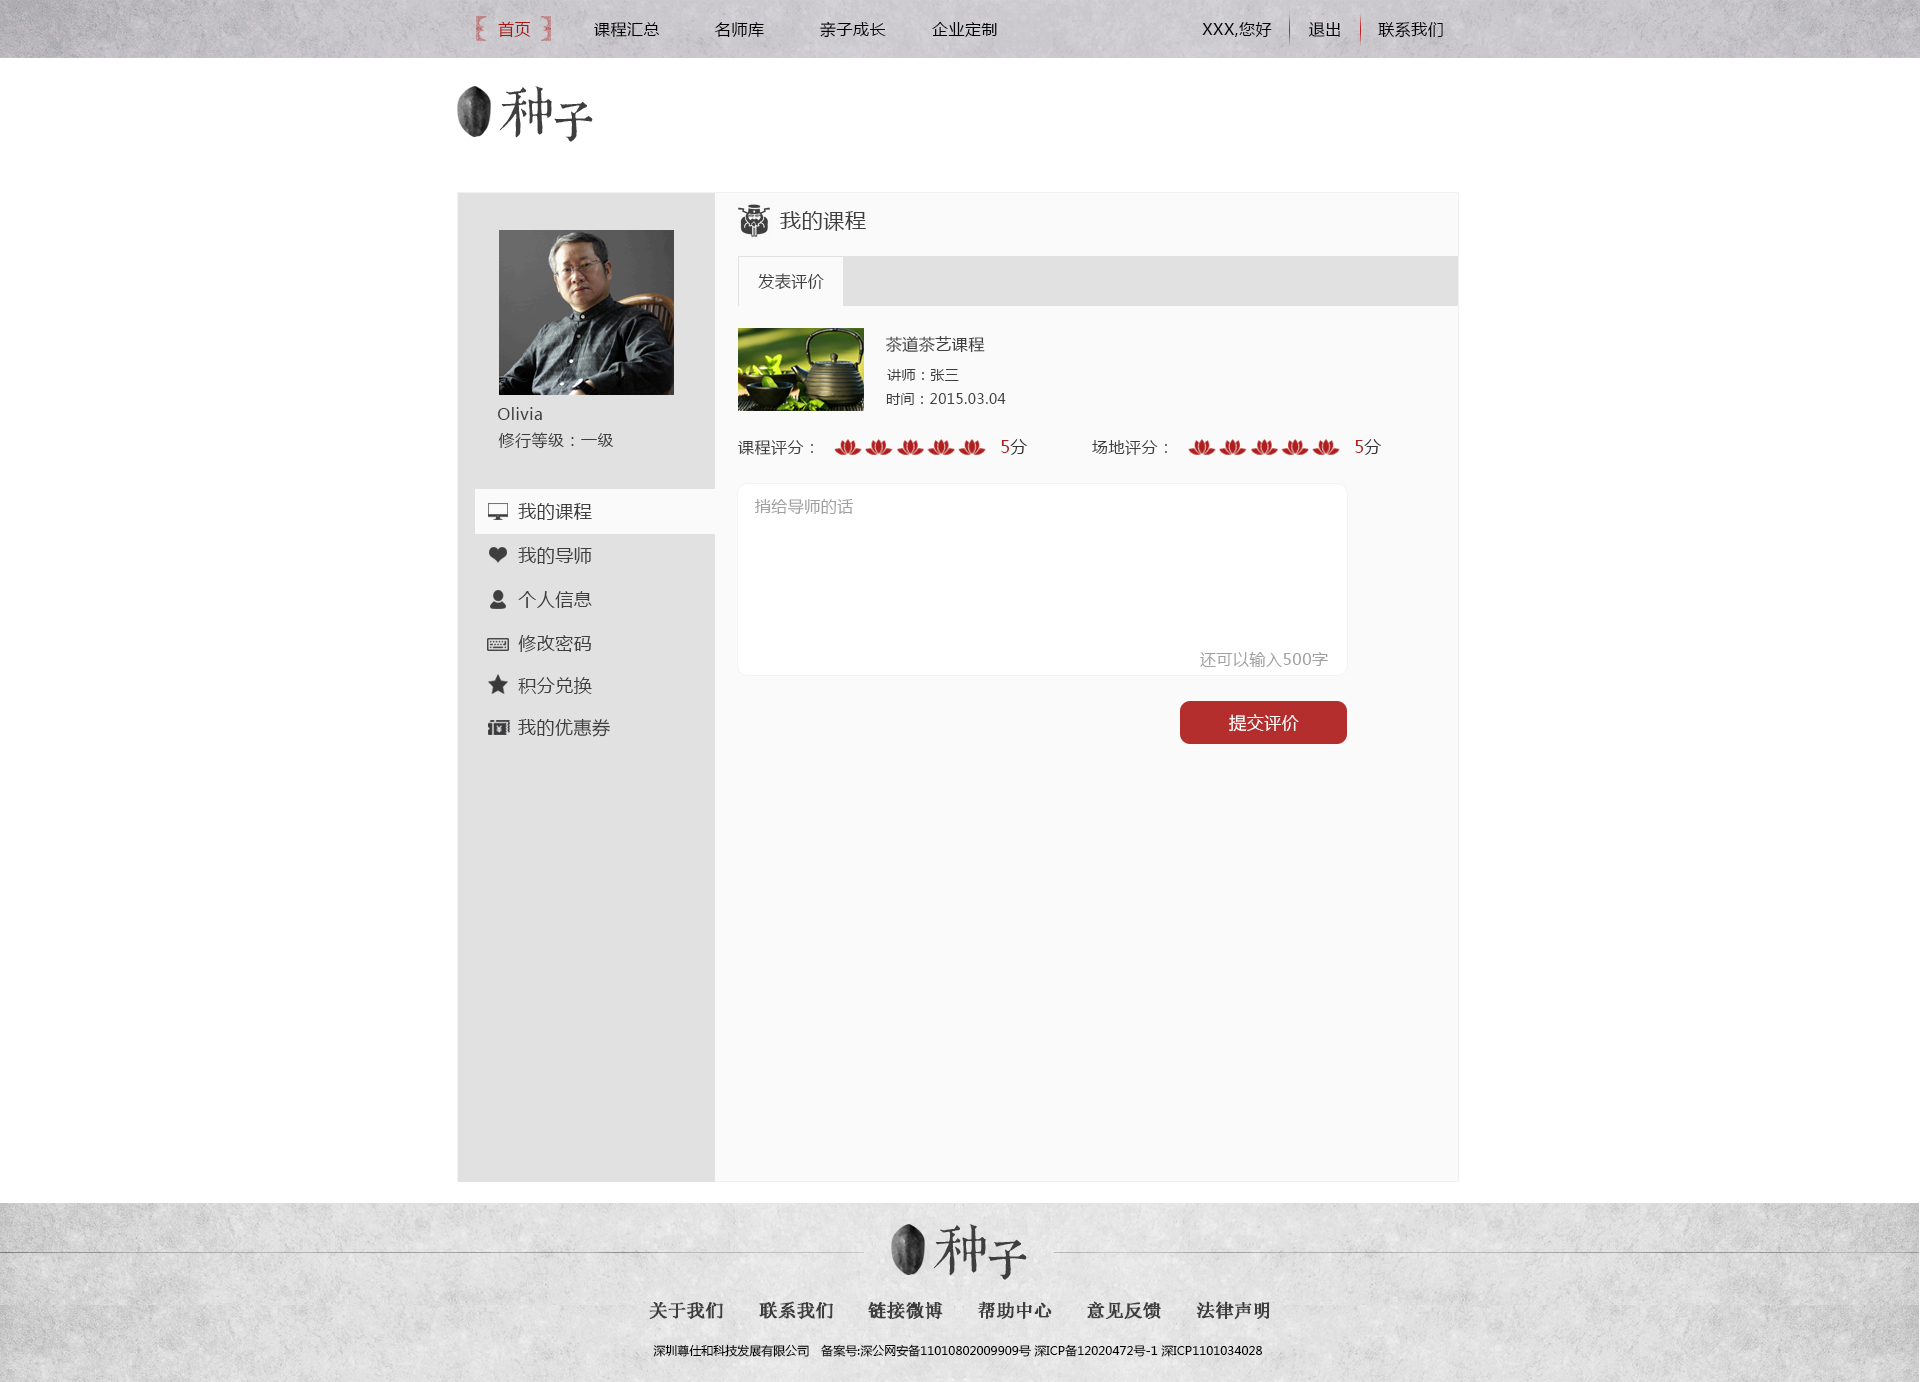 首页 课程汇总 名师库 亲子成长 企业定制 XXX,您好 退出 联系我们
种子
我的课程
发表评价
茶道茶艺课程
讲师：张三
时间：2015.03.04
Olivia
修行等级：一级
课程评分： 5分 场地评分： 5分
我的课程
我的导师
个人信息
修改密码
积分兑换
我的优惠券
捎给导师的话
还可以输入500字
提交评价
种子
关于我们 联系我们 链接微博 帮助中心 意见反馈 法律声明
深圳尊仕和科技发展有限公司 备案号:深公网安备11010802009909号 深ICP备12020472号-1 深ICP1101034028